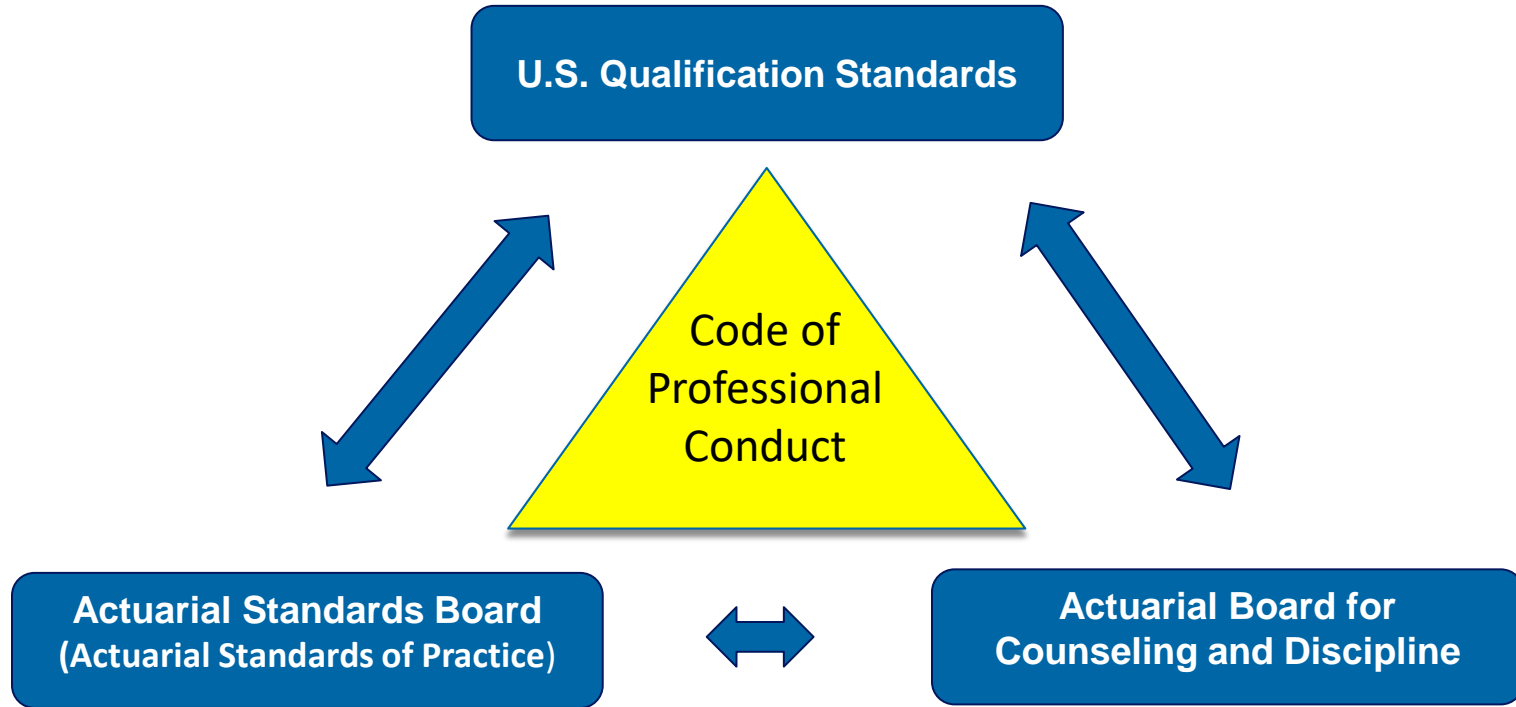 U.S. Qualification Standards
Code of
Professional
Conduct
Actuarial Standards Board
(Actuarial Standards of Practice)
Actuarial Board for
Counseling and Discipline